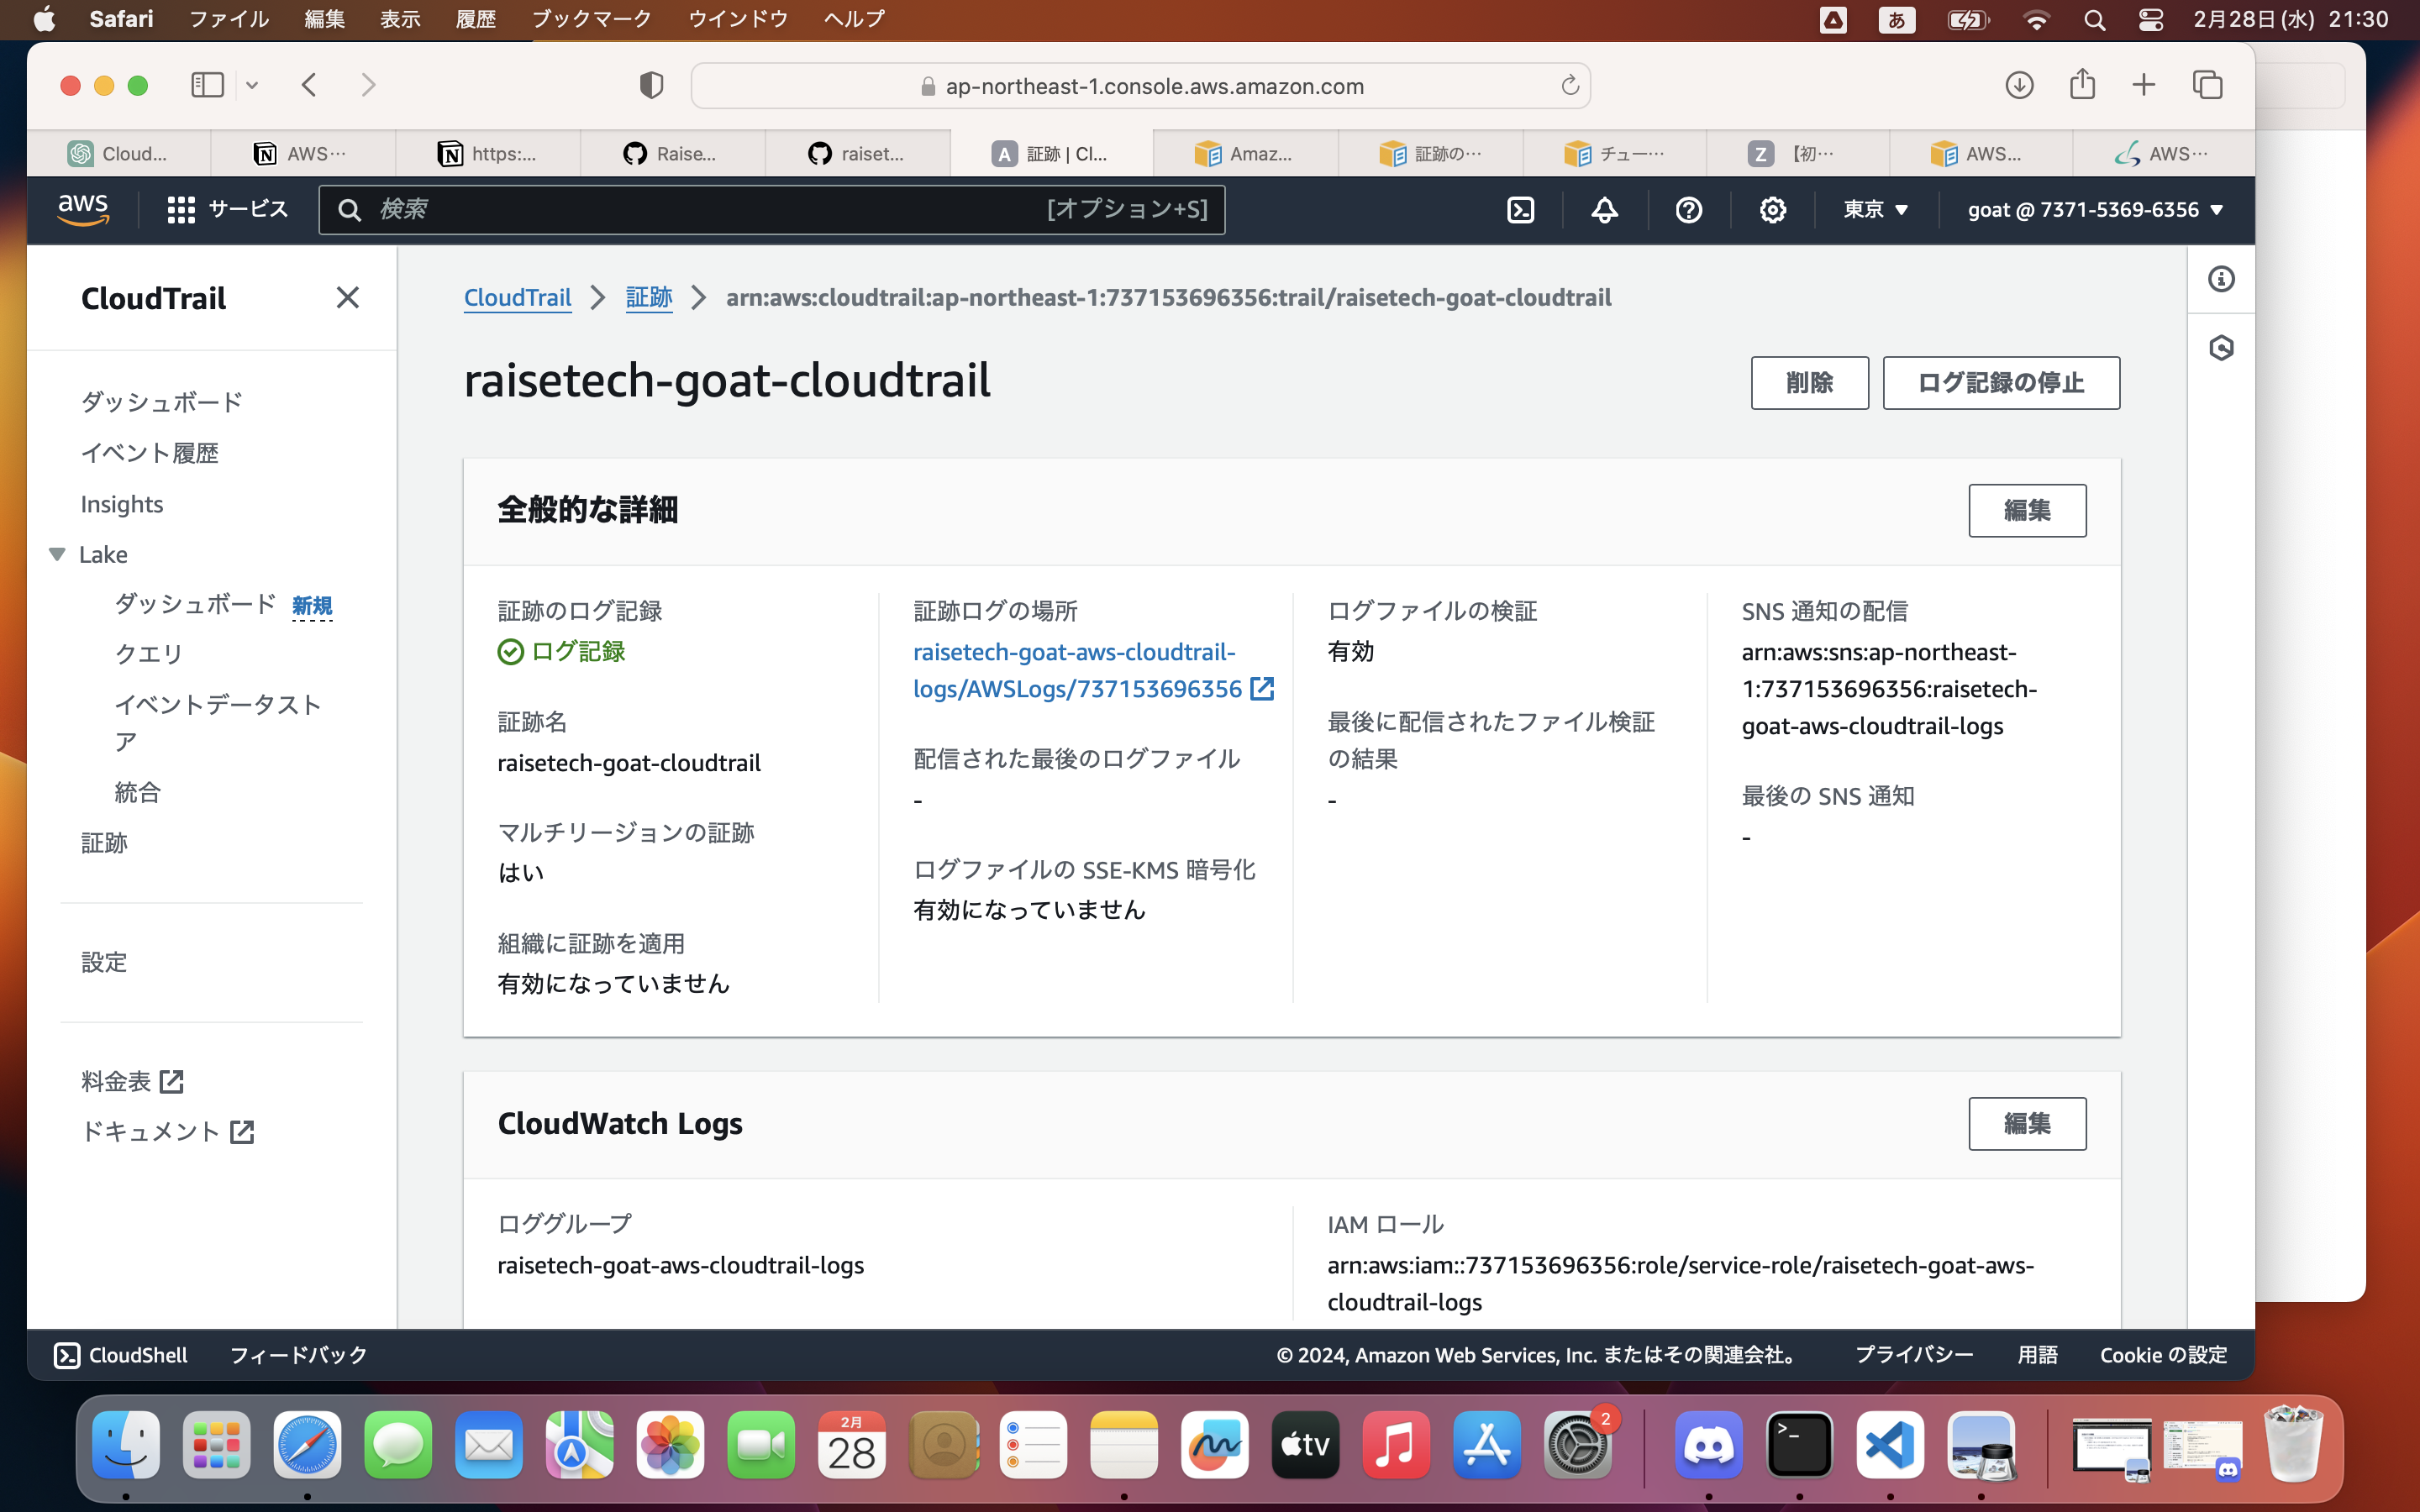 Safari ファイル 編集 表示 履歴 ブックマーク ウインドウ ヘルプ あ 2月28日(水) 21:30
ap-northeast-1.console.aws.amazon.com
Cloud... AWS… https:... Raise... raiset... A 証跡 | Cl... Amaz... 証跡の… チュー… Z 【初… AWS... AWS…
aws サービス 検索 [オプション+S] 東京 goat @ 7371-5369-6356
CloudTrail
ダッシュボード
イベント履歴
Insights
Lake
ダッシュボード 新規
クエリ
イベントデータスト
ア
統合
証跡
設定
料金表
ドキュメント
CloudTrail 証跡 arn:aws:cloudtrail:ap-northeast-1:737153696356:trail/raisetech-goat-cloudtrail
raisetech-goat-cloudtrail
削除 ログ記録の停止
全般的な詳細
編集
証跡のログ記録
ログ記録
証跡名
raisetech-goat-cloudtrail
マルチリージョンの証跡
はい
組織に証跡を適用
有効になっていません
証跡ログの場所
raisetech-goat-aws-cloudtrail-
logs/AWSLogs/737153696356
配信された最後のログファイル
-
ログファイルの SSE-KMS 暗号化
有効になっていません
ログファイルの検証
有効
最後に配信されたファイル検証
の結果
-
SNS 通知の配信
arn:aws:sns:ap-northeast-
1:737153696356:raisetech-
goat-aws-cloudtrail-logs
最後の SNS 通知
-
CloudWatch Logs
編集
ロググループ
raisetech-goat-aws-cloudtrail-logs
IAM ロール
arn:aws:iam::737153696356:role/service-role/raisetech-goat-aws-
cloudtrail-logs
CloudShell フィードバック © 2024, Amazon Web Services, Inc. またはその関連会社。 プライバシー 用語 Cookie の設定
2月
28
tv
2